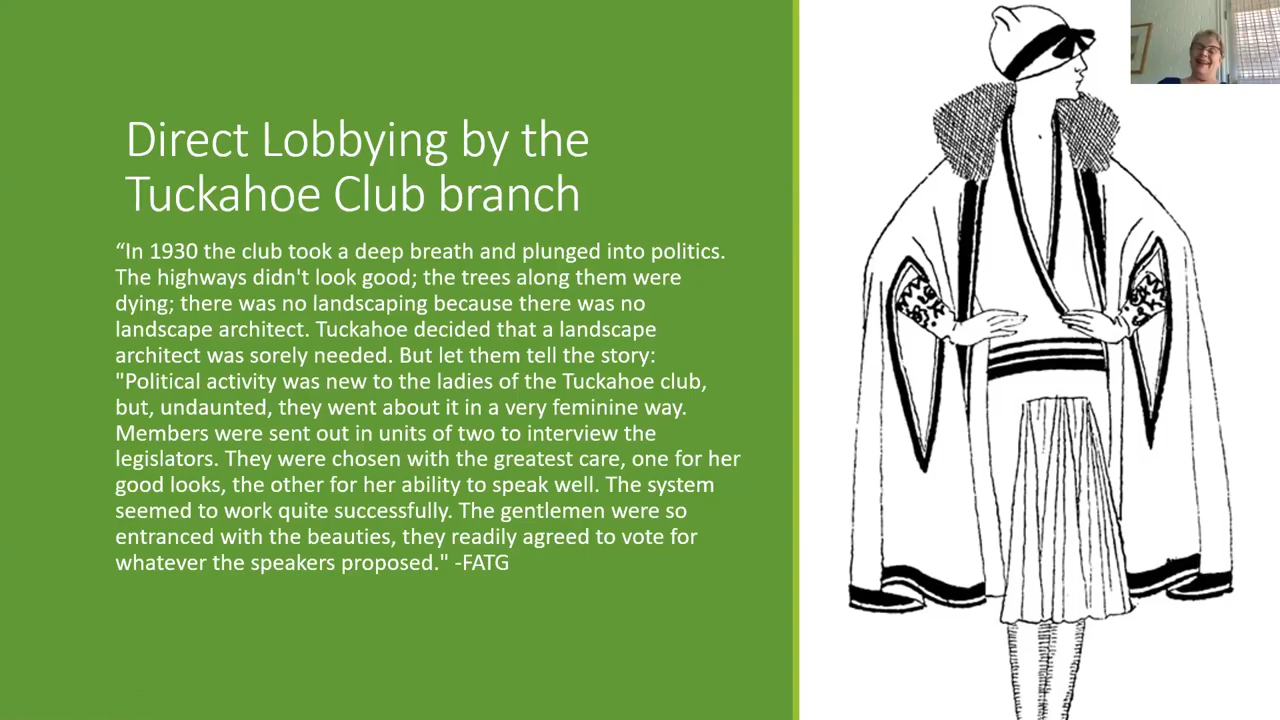 Direct Lobbying by the
Tuckahoe Club branch
“In 1930 the club took a deep breath and plunged into politics.
The highways didn't look good; the trees along them were
dying; there was no landscaping because there was no
landscape architect. Tuckahoe decided that a landscape
architect was sorely needed. But let them tell the story:
"Political activity was new to the ladies of the Tuckahoe club,
but, undaunted, they went about it in a very feminine way.
Members were sent out in units of two to interview the
legislators. They were chosen with the greatest care, one for her
good looks, the other for her ability to speak well. The system
seemed to work quite successfully. The gentlemen were so
entranced with the beauties, they readily agreed to vote for
whatever the speakers proposed." -FATG